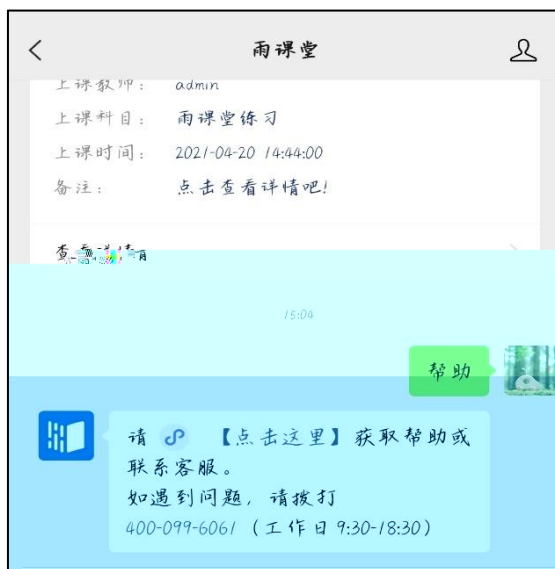 雨课堂
上课教师： admin
上课科目： 雨课堂练习
上课时间： 2021-04-20 14:44:00
备注： 点击查看详情吧!
15:04
帮助
请 【点击这里】获取帮助或
联系客服。
如遇到问题，请拨打
400-099-6061（工作日9:30-18:30）